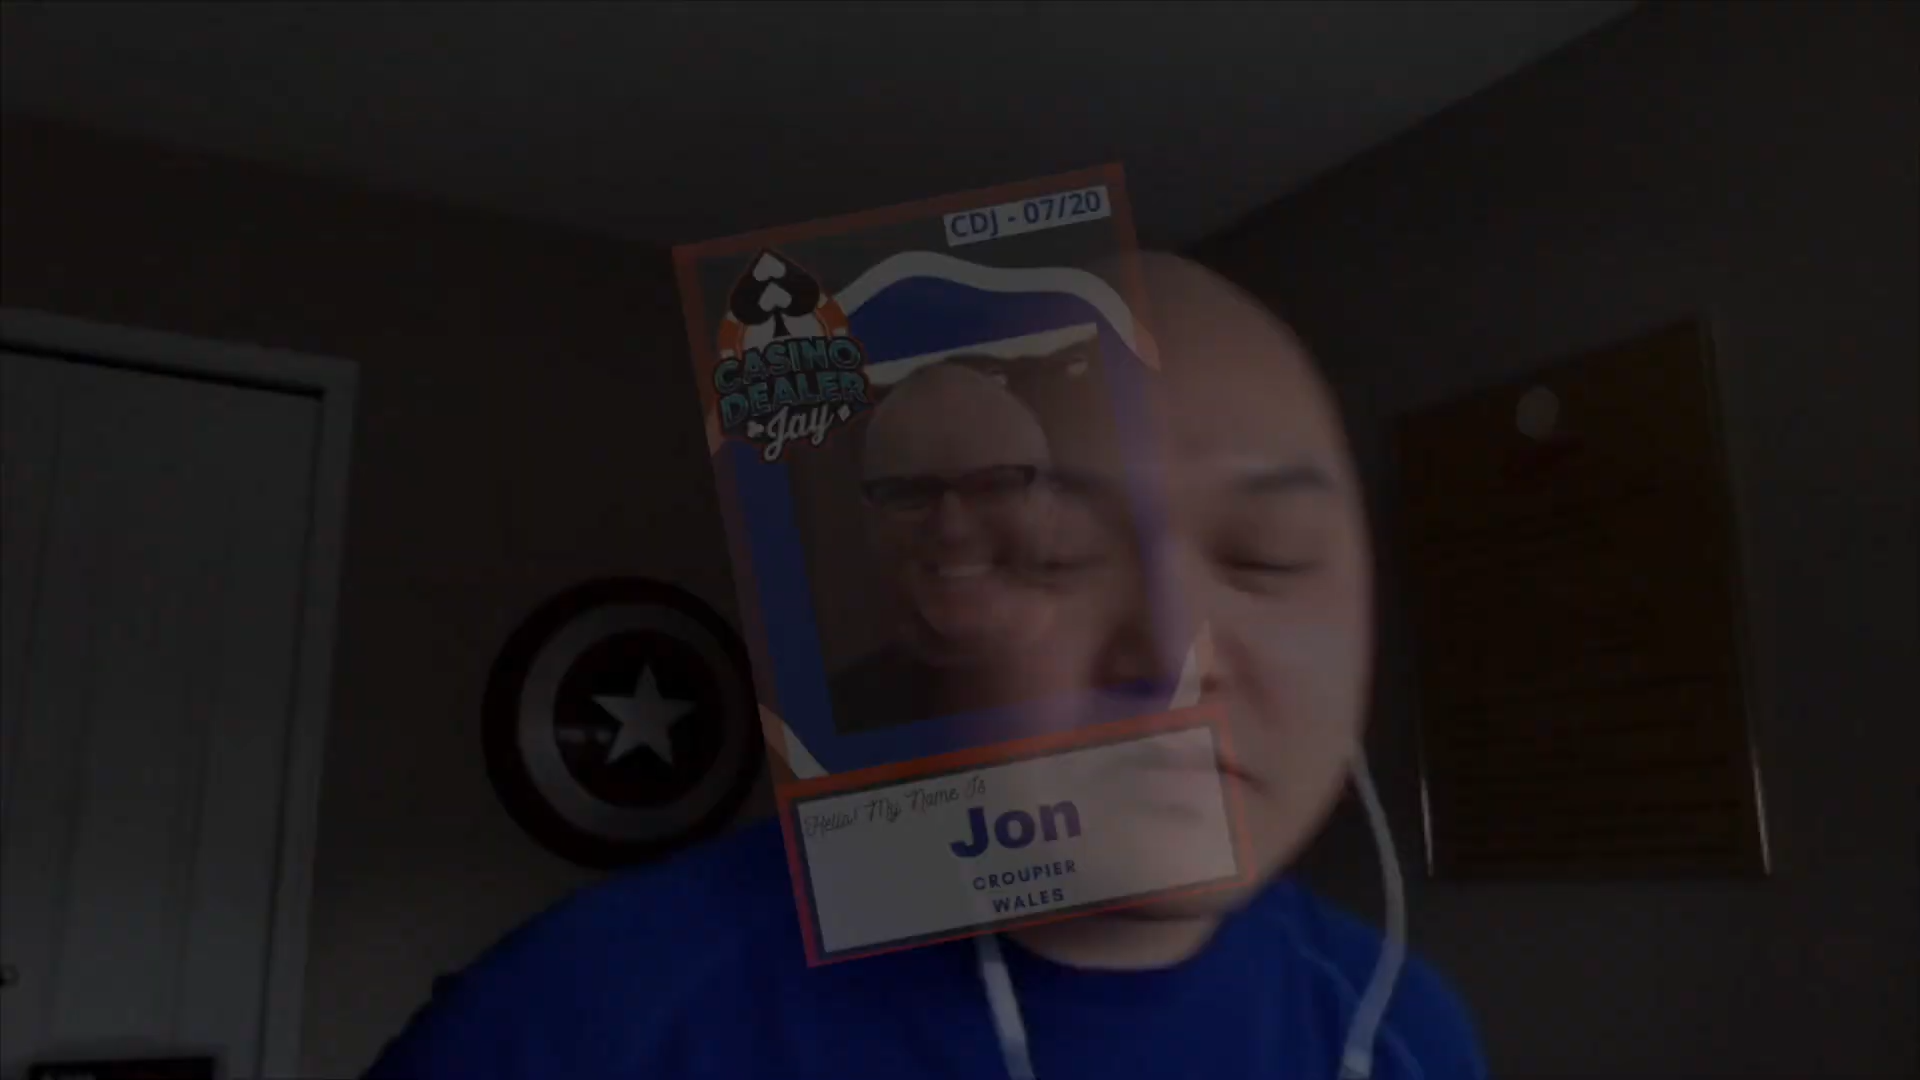 CDJ - 07/20
CASINO
DEALER
Jay
Hello! My Name Is
Jon
CROUPIER
WALES